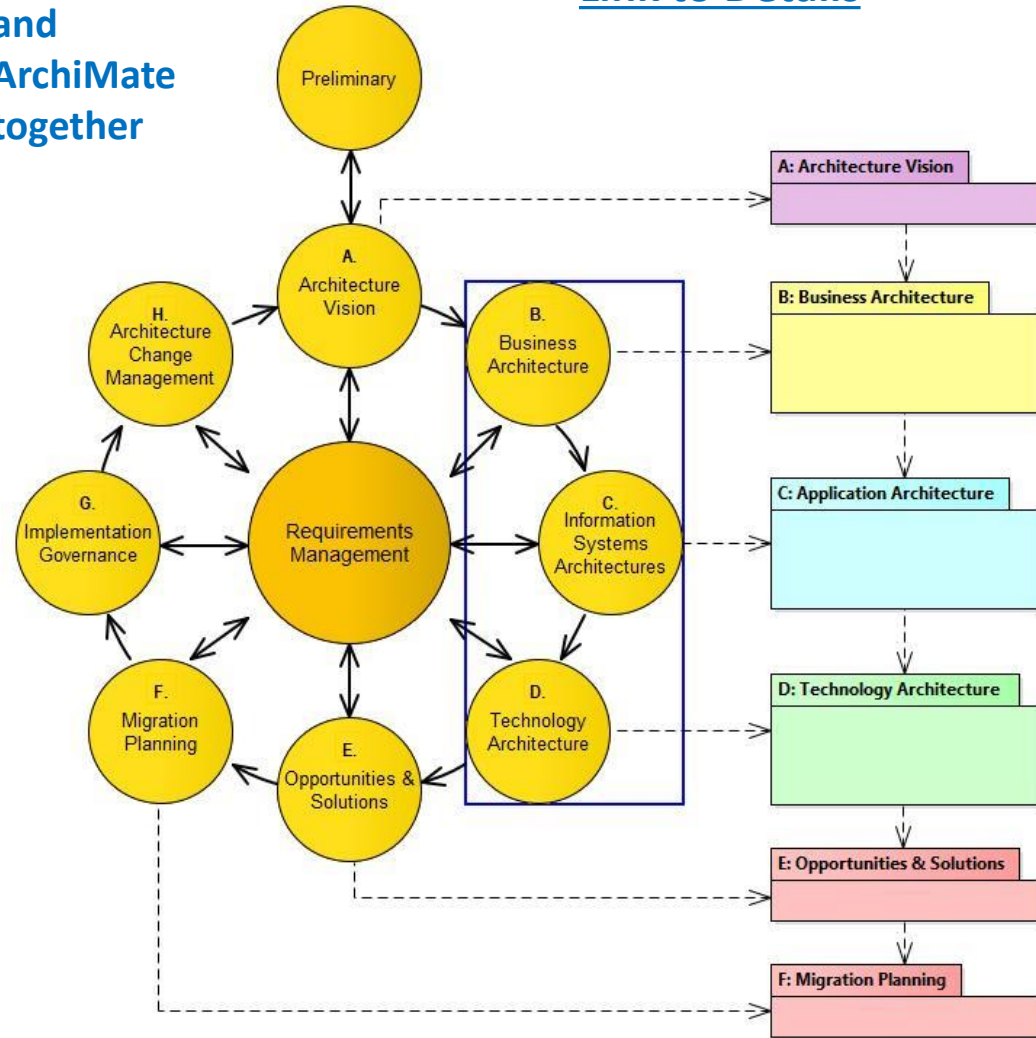 and
ArchiMate
together
Preliminary
A.
Architecture
Vision
B.
Business
Architecture
H.
Architecture
Change
Management
C.
Information
Systems
Architectures
G.
Implementation
Governance
Requirements
Management
D.
Technology
Architecture
F.
Migration
Planning
E.
Opportunities &
Solutions
A: Architecture Vision
B: Business Architecture
C: Application Architecture
D: Technology Architecture
E: Opportunities & Solutions
F: Migration Planning